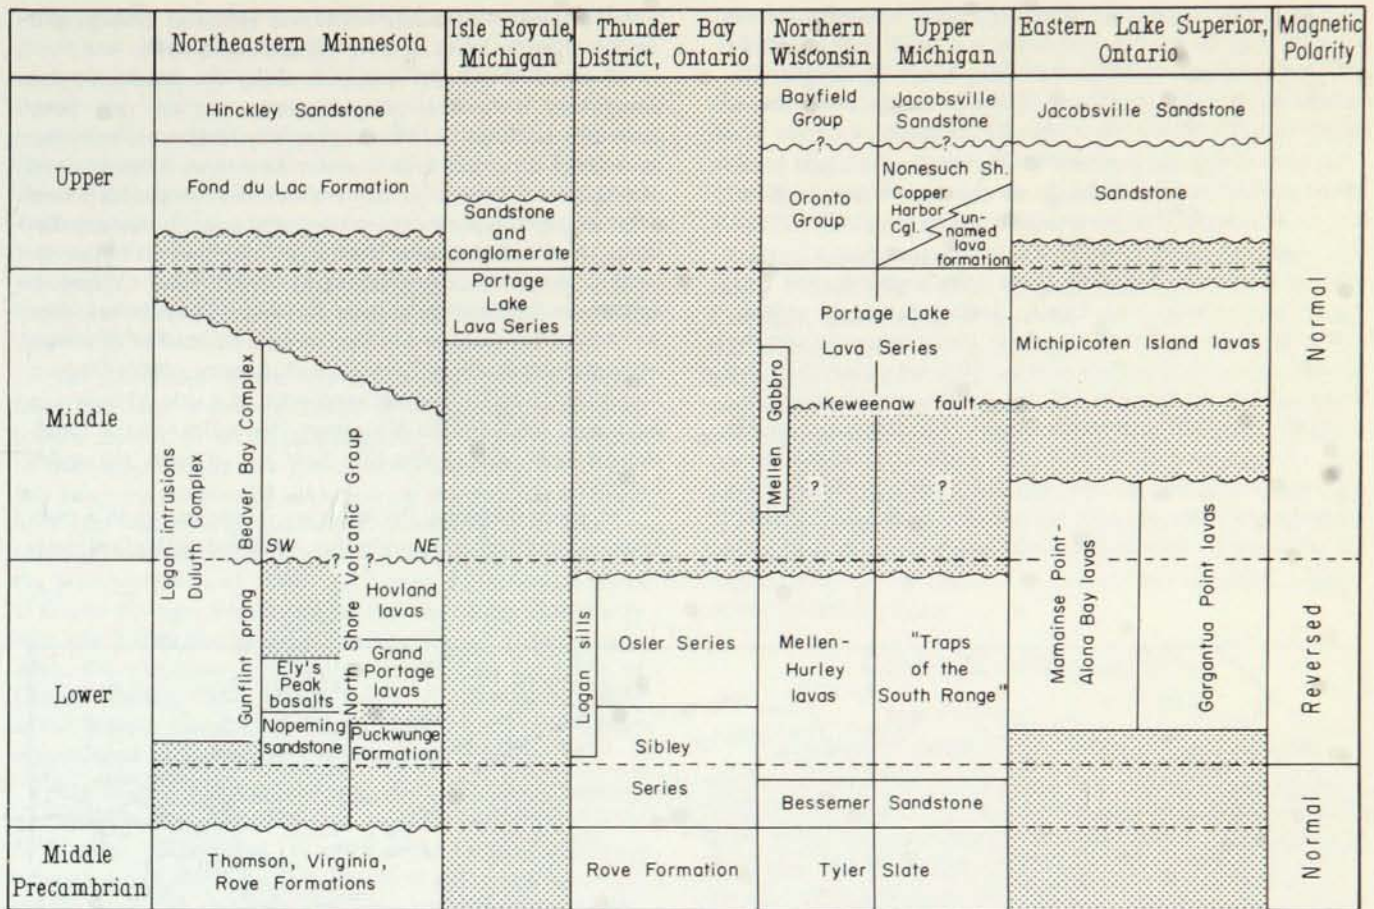 Northeastern Minnesota
Isle Royale,
Michigan
Thunder Bay
District, Ontario
Northern
Wisconsin
Upper
Michigan
Eastern Lake Superior,
Ontario
Magnetic
Polarity
Upper
Hinckley Sandstone
Fond du Lac Formation
Sandstone
and
conglomerate
Bayfield
Group
?
Oronto
Group
Jacobsville
Sandstone
?
Nonesuch Sh.
Copper
Harbor
Cgl.
un-
named
lava
formation
Jacobsville Sandstone
Sandstone
Middle
Logan intrusions
Duluth Complex
Gunflint prong
Beaver Bay Complex
North Shore Volcanic Group
SW
? ?
NE
Portage
Lake
Lava Series
Portage Lake
Lava Series
Mellen Gabbro
Keweenaw fault
?
?
Michipicoten Island lavas
Normal
Lower
Hovland
lavas
Ely's
Peak
basalts
Grand
Portage
lavas
Nopeming
sandstone
Puckwunge
Formation
Logan sills
Osler Series
Sibley
Series
Mellen-
Hurley
lavas
"Traps
of the
South Range"
Bessemer Sandstone
Mamainse Point-
Alona Bay lavas
Gargantua Point lavas
Reversed
Normal
Middle
Precambrian
Thomson, Virginia,
Rove Formations
Rove Formation
Tyler Slate